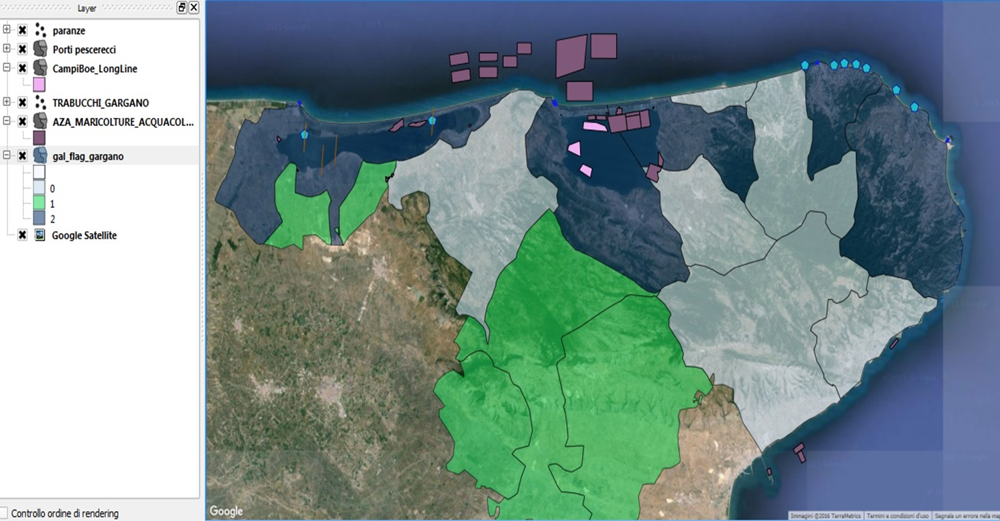 Layer
paranze
Porti pescerecci
CampiBoe_LongLine
TRABUCCHI_GARGANO
AZA_MARICOLTURE_ACQUACOL...
gal_flag_gargano
0
1
2
Google Satellite
Controllo ordine di rendering
Google
Immagini ©2016 TerraMetrics
Termini e condizioni d'uso
Segnala un errore nella ma